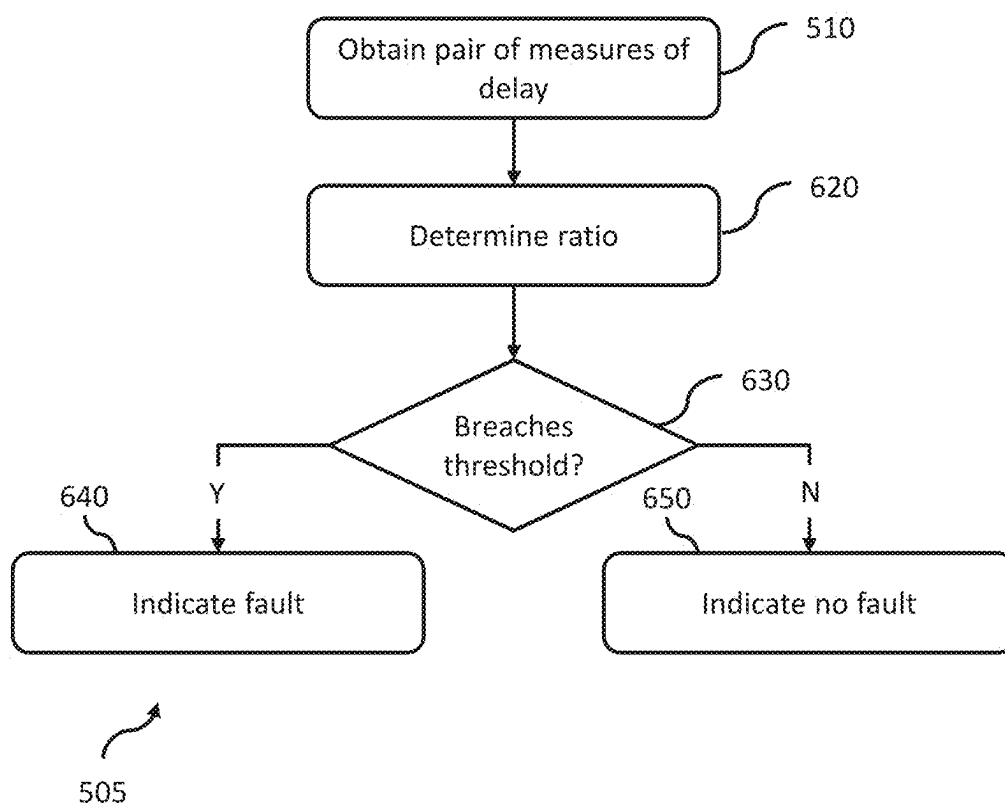 510
Obtain pair of measures of
delay
620
Determine ratio
630
Breaches
threshold?
Y
N
640
650
Indicate fault
Indicate no fault
505